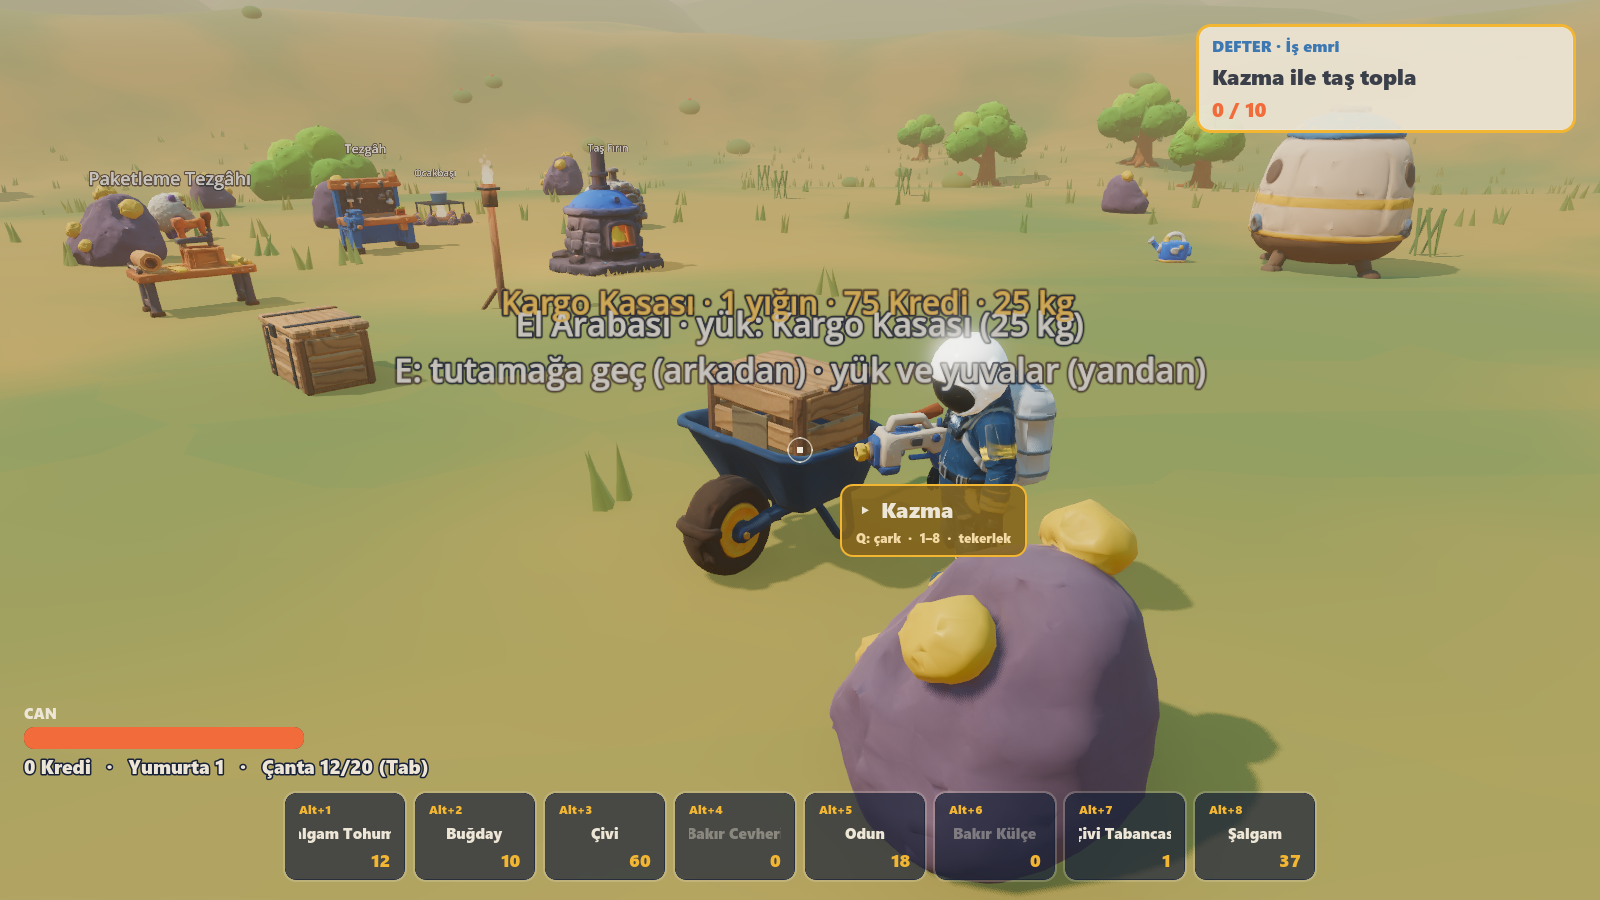 DEFTER · İş emri
Kazma ile taş topla
0 / 10
Tezgâh
Taş Fırın
Ocakbaşı
Paketleme Tezgâhı
Kargo Kasası · 1 yığın · 75 Kredi · 25 kg
El Arabası · yük: Kargo Kasası (25 kg)
E: tutamağa geç (arkadan) · yük ve yuvalar (yandan)
Kazma
Q: çark · 1–8 · tekerlek
CAN
0 Kredi · Yumurta 1 · Çanta 12/20 (Tab)
Alt+1 Alt+2 Alt+3 Alt+4 Alt+5 Alt+6 Alt+7 Alt+8
algam Tohum Buğday Çivi Bakır Cevher Odun Bakır Külçe Çivi Tabancas Şalgam
12 10 60 0 18 0 1 37